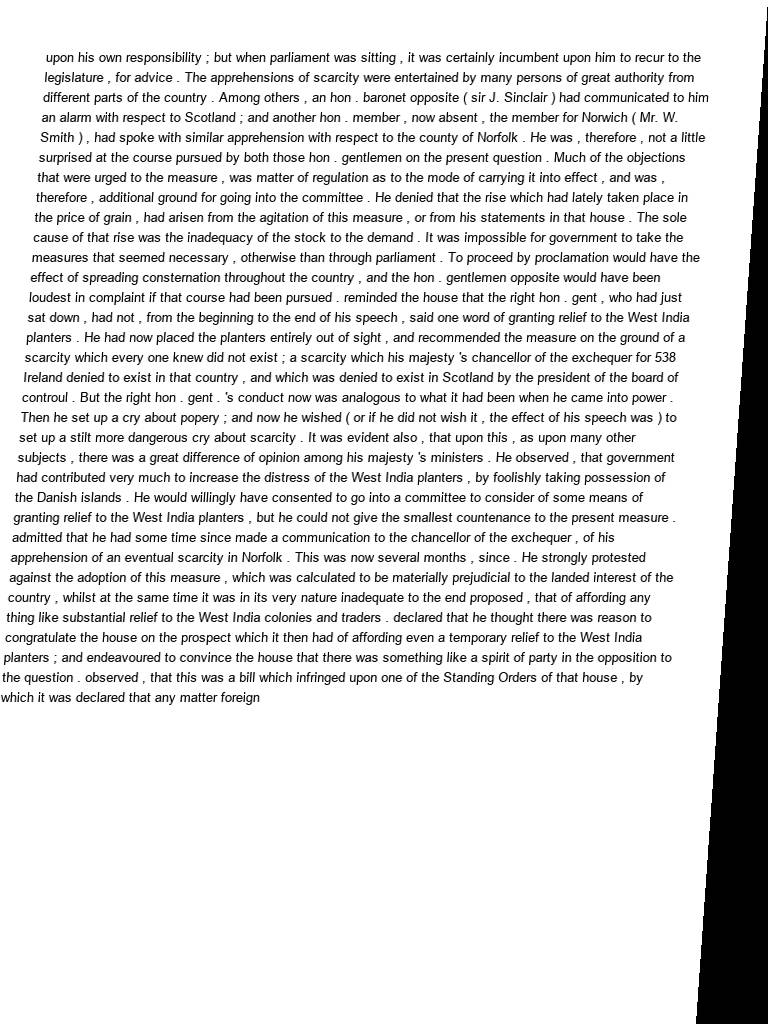 upon his own responsibility ; but when parliament was sitting , it was certainly incumbent upon him to recur to the
legislature , for advice . The apprehensions of scarcity were entertained by many persons of great authority from
different parts of the country . Among others , an hon . baronet opposite ( sir J. Sinclair ) had communicated to him
an alarm with respect to Scotland ; and another hon . member , now absent , the member for Norwich ( Mr. W.
Smith ) , had spoke with similar apprehension with respect to the county of Norfolk . He was , therefore , not a little
surprised at the course pursued by both those hon . gentlemen on the present question . Much of the objections
that were urged to the measure , was matter of regulation as to the mode of carrying it into effect , and was ,
therefore , additional ground for going into the committee . He denied that the rise which had lately taken place in
the price of grain , had arisen from the agitation of this measure , or from his statements in that house . The sole
cause of that rise was the inadequacy of the stock to the demand . It was impossible for government to take the
measures that seemed necessary , otherwise than through parliament . To proceed by proclamation would have the
effect of spreading consternation throughout the country , and the hon . gentlemen opposite would have been
loudest in complaint if that course had been pursued . reminded the house that the right hon . gent , who had just
sat down , had not , from the beginning to the end of his speech , said one word of granting relief to the West India
planters . He had now placed the planters entirely out of sight , and recommended the measure on the ground of a
scarcity which every one knew did not exist ; a scarcity which his majesty 's chancellor of the exchequer for 538
Ireland denied to exist in that country , and which was denied to exist in Scotland by the president of the board of
controul . But the right hon . gent . 's conduct now was analogous to what it had been when he came into power .
Then he set up a cry about popery ; and now he wished ( or if he did not wish it , the effect of his speech was ) to
set up a stilt more dangerous cry about scarcity . It was evident also , that upon this , as upon many other
subjects , there was a great difference of opinion among his majesty 's ministers . He observed , that government
had contributed very much to increase the distress of the West India planters , by foolishly taking possession of
the Danish islands . He would willingly have consented to go into a committee to consider of some means of
granting relief to the West India planters , but he could not give the smallest countenance to the present measure .
admitted that he had some time since made a communication to the chancellor of the exchequer , of his
apprehension of an eventual scarcity in Norfolk . This was now several months , since . He strongly protested
against the adoption of this measure , which was calculated to be materially prejudicial to the landed interest of the
country , whilst at the same time it was in its very nature inadequate to the end proposed , that of affording any
thing like substantial relief to the West India colonies and traders . declared that he thought there was reason to
congratulate the house on the prospect which it then had of affording even a temporary relief to the West India
planters ; and endeavoured to convince the house that there was something like a spirit of party in the opposition to
the question . observed , that this was a bill which infringed upon one of the Standing Orders of that house , by
which it was declared that any matter foreign